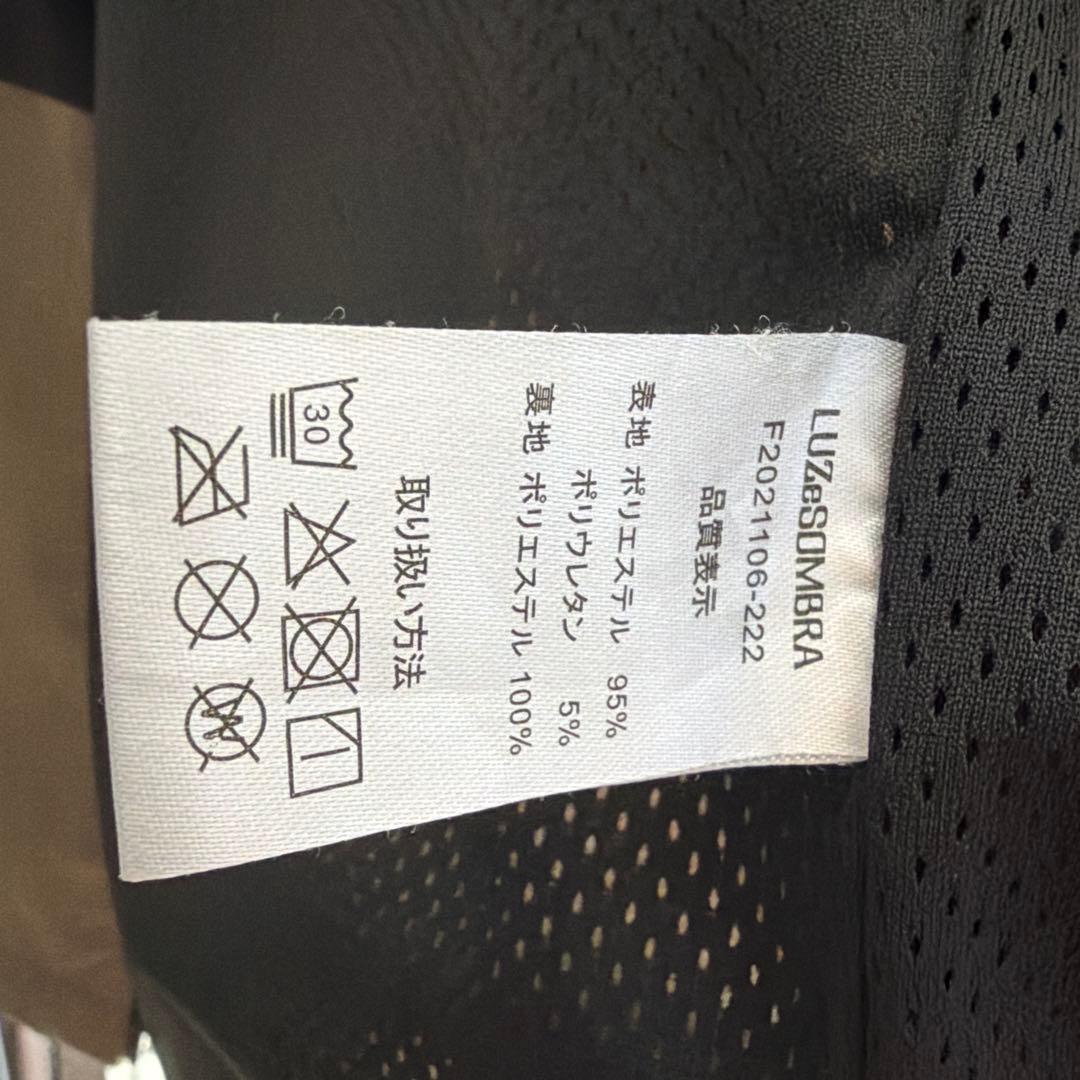 LUZeSOMBRA
F2021106-222
品質表示
表地 ポリエステル 95%
ポリウレタン 5%
裏地 ポリエステル 100%
取り扱い方法
30
W